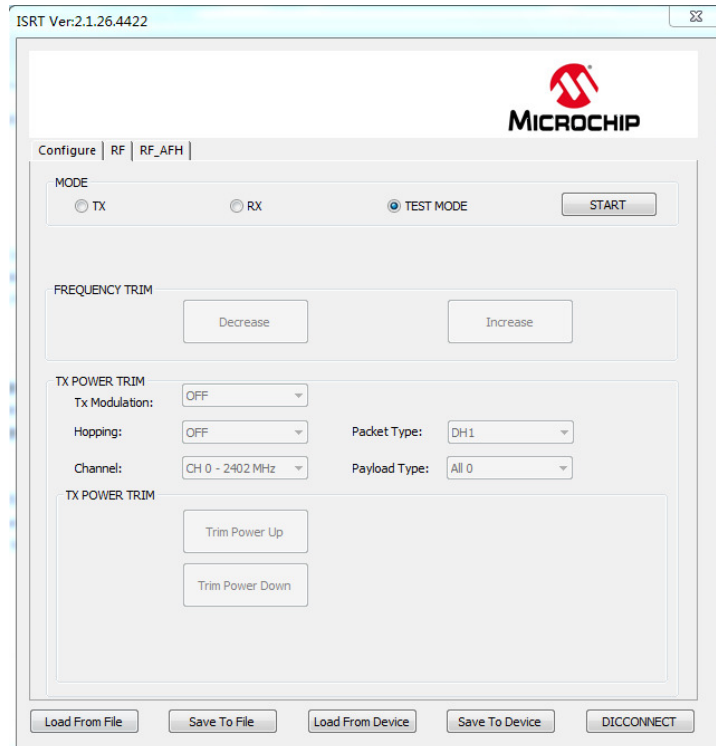 ISRT Ver:2.1.26.4422
MICROCHIP
Configure RF RF_AFH
MODE
TX RX TEST MODE START
FREQUENCY TRIM
Decrease Increase
TX POWER TRIM
Tx Modulation: OFF
Hopping: OFF Packet Type: DH1
Channel: CH 0 - 2402 MHz Payload Type: All 0
TX POWER TRIM
Trim Power Up
Trim Power Down
Load From File Save To File Load From Device Save To Device DICCONNECT